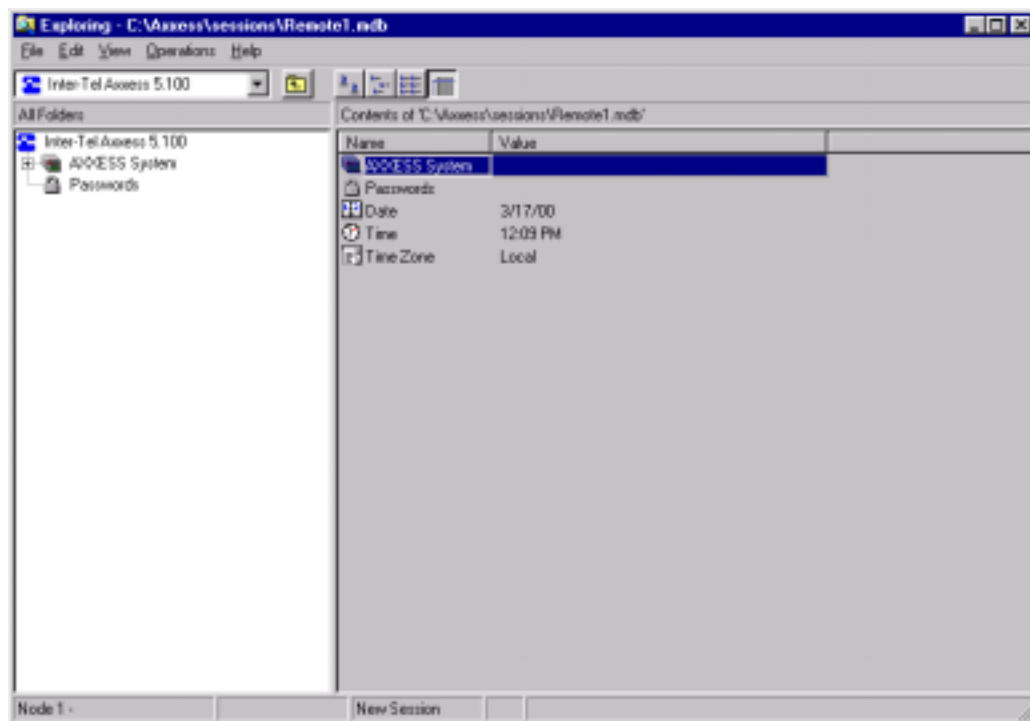 Exploring - C:\Axxess\sessions\Remote1.mdb
File Edit View Operations Help
Inter-Tel Axxess 5.100
All Folders
Contents of 'C:\Axxess\sessions\Remote1.mdb'
Inter-Tel Axxess 5.100
AXXESS System
Passwords
Name Value
AXXESS System
Passwords
Date 3/17/00
Time 12:09 PM
Time Zone Local
Node 1 - New Session